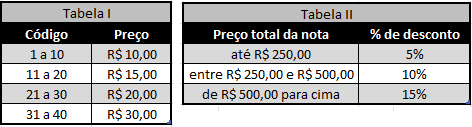 Tabela I
Código Preço
1 a 10 R$ 10,00
11 a 20 R$ 15,00
21 a 30 R$ 20,00
31 a 40 R$ 30,00
Tabela II
Preço total da nota % de desconto
até R$ 250,00 5%
entre R$ 250,00 e R$ 500,00 10%
de R$ 500,00 para cima 15%